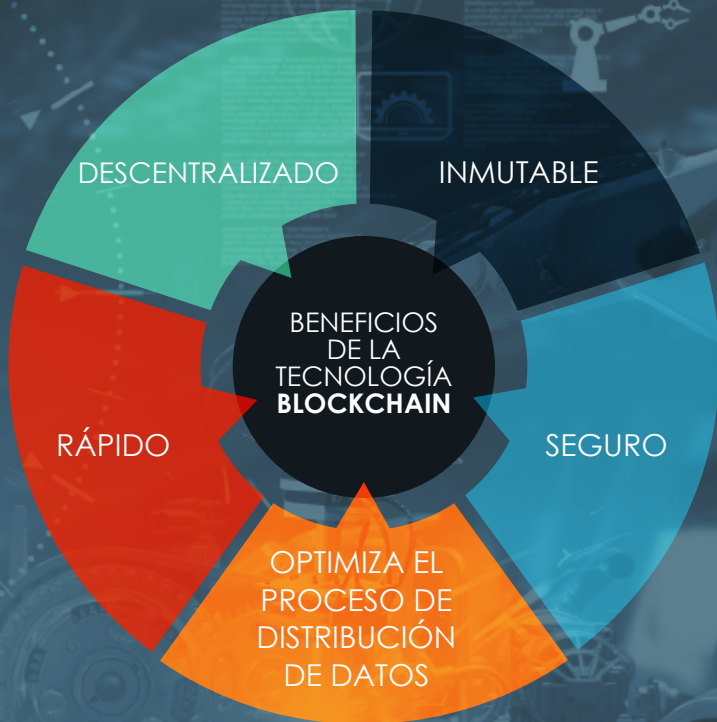 DESCENTRALIZADO
INMUTABLE
BENEFICIOS
DE LA
TECNOLOGÍA
BLOCKCHAIN
RÁPIDO
SEGURO
OPTIMIZA EL
PROCESO DE
DISTRIBUCIÓN
DE DATOS